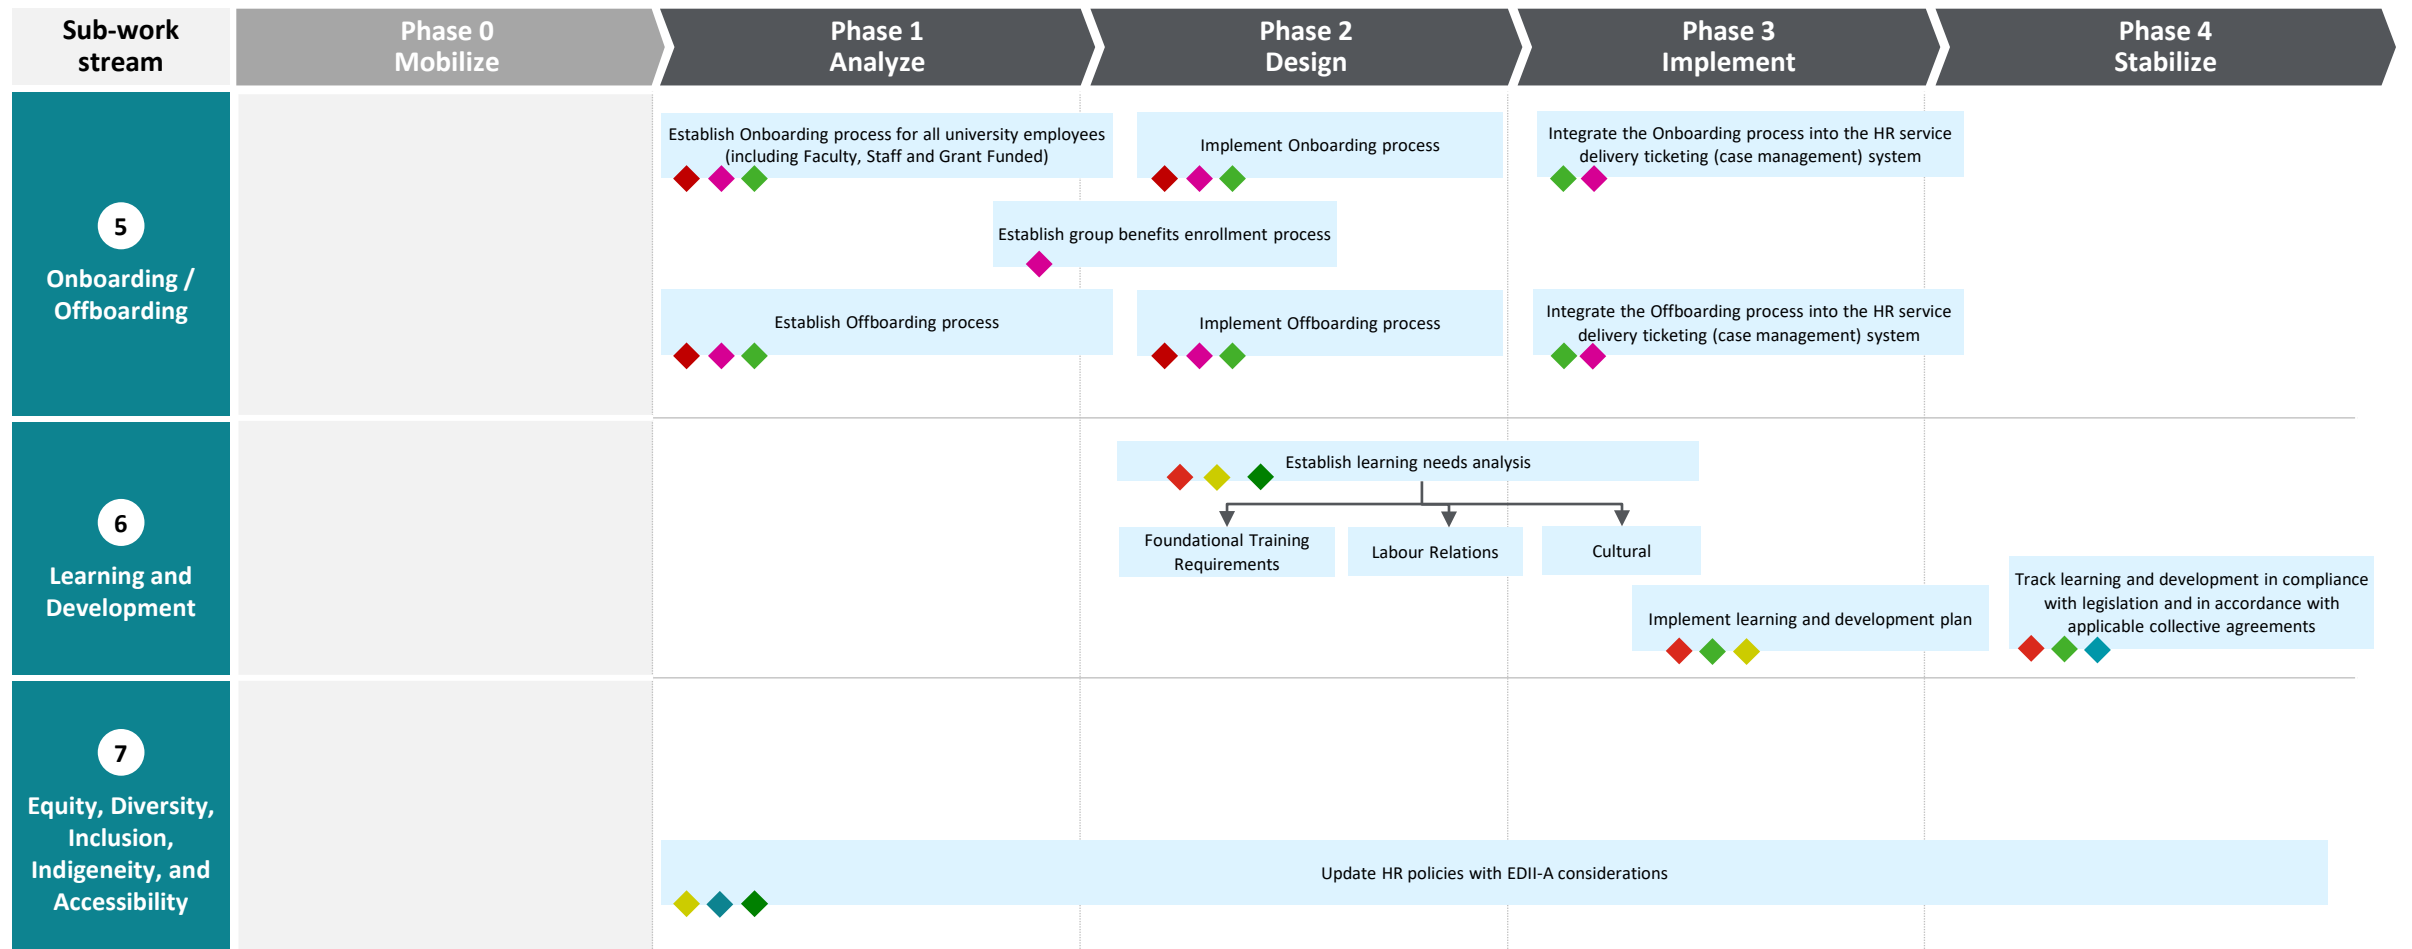 Sub-work
stream
Phase 0
Mobilize
Phase 1
Analyze
Phase 2
Design
Phase 3
Implement
Phase 4
Stabilize
5
Onboarding /
Offboarding
Establish Onboarding process for all university employees
(including Faculty, Staff and Grant Funded)
Implement Onboarding process
Integrate the Onboarding process into the HR service
delivery ticketing (case management) system
Establish group benefits enrollment process
Establish Offboarding process
Implement Offboarding process
Integrate the Offboarding process into the HR service
delivery ticketing (case management) system
6
Learning and
Development
Establish learning needs analysis
Foundational Training
Requirements
Labour Relations
Cultural
Implement learning and development plan
Track learning and development in compliance
with legislation and in accordance with
applicable collective agreements
7
Equity, Diversity,
Inclusion,
Indigeneity, and
Accessibility
Update HR policies with EDII-A considerations